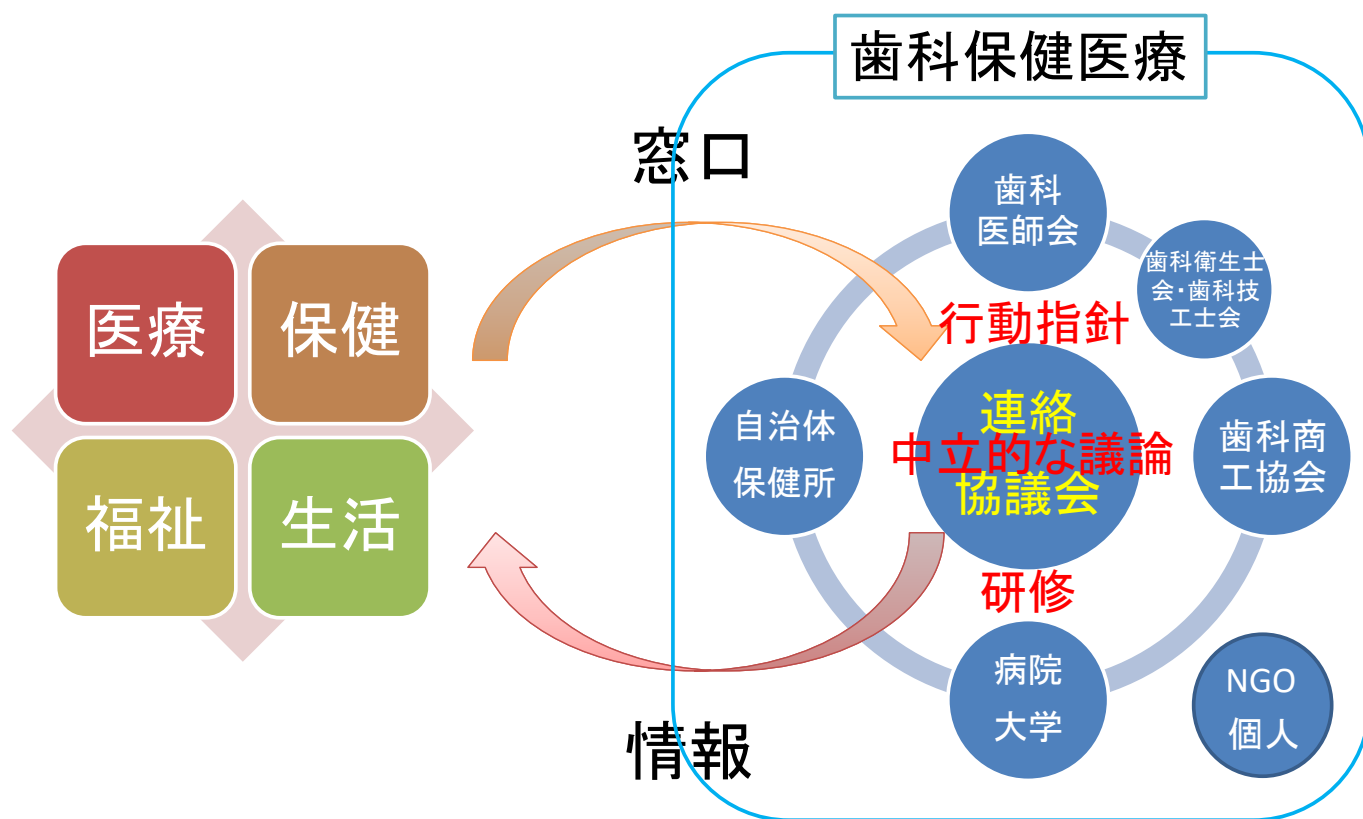 歯科保健医療
窓口
医療
保健
福祉
生活
情報
歯科
医師会
歯科衛生士
会・歯科技
工士会
行動指針
連絡
中立的な議論
協議会
自治体
保健所
歯科商
工協会
研修
病院
大学
NGO
個人